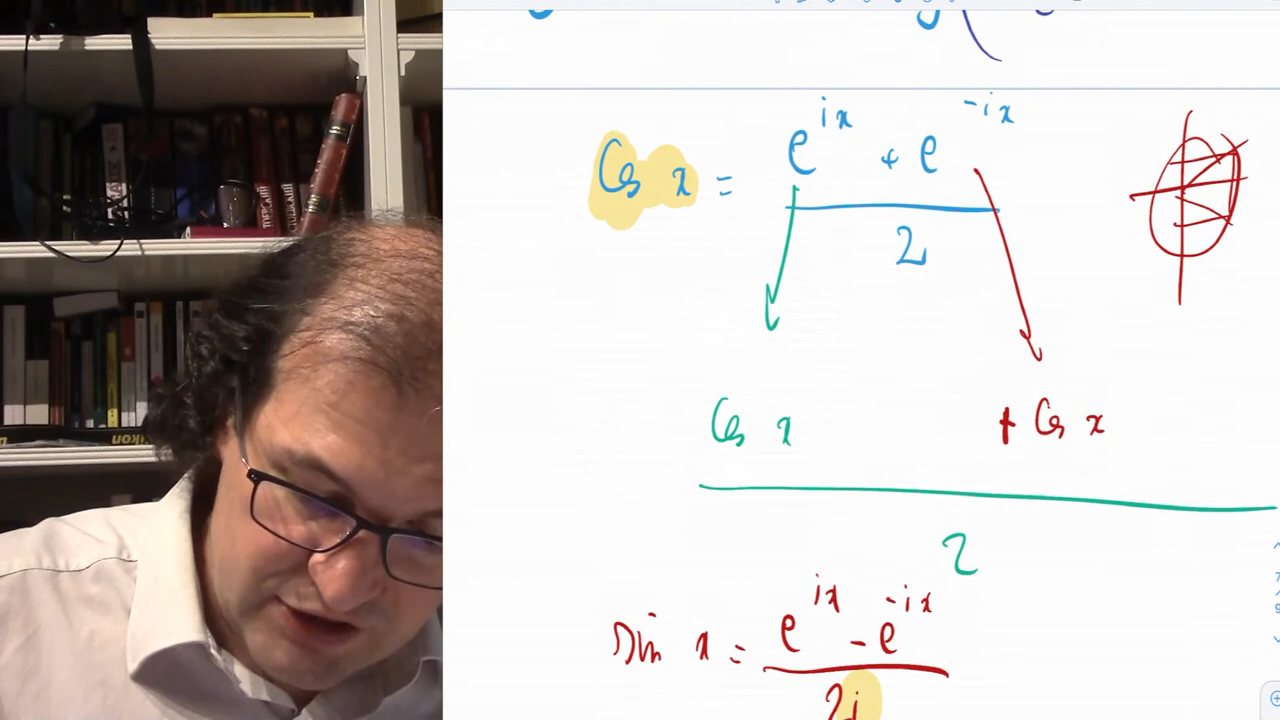 Cos x = e^{ix} + e^{-ix}
2
Cos x + Cos x
2
sin x = e^{ix} - e^{-ix}
2i